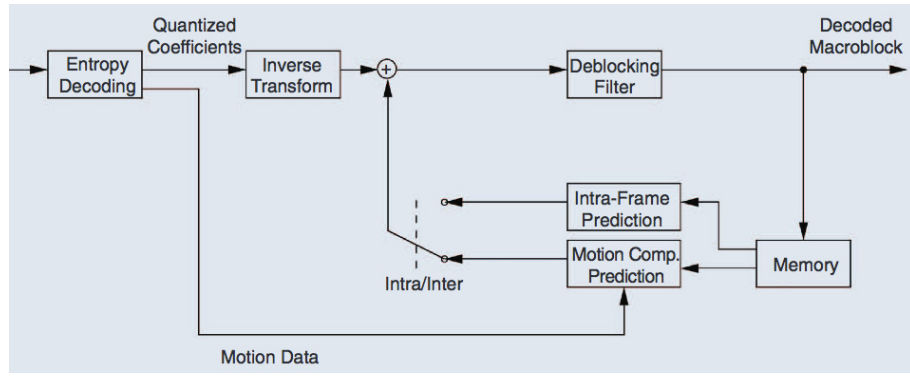 Quantized
Coefficients
Decoded
Macroblock
Entropy
Decoding
Inverse
Transform
+
Deblocking
Filter
Intra-Frame
Prediction
Motion Comp.
Prediction
Memory
Intra/Inter
Motion Data